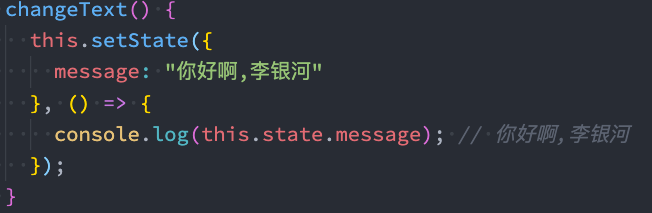 changeText() {
  this.setState({
    message: "你好啊,李银河"
  }, () => {
    console.log(this.state.message); // 你好啊,李银河
  });
}